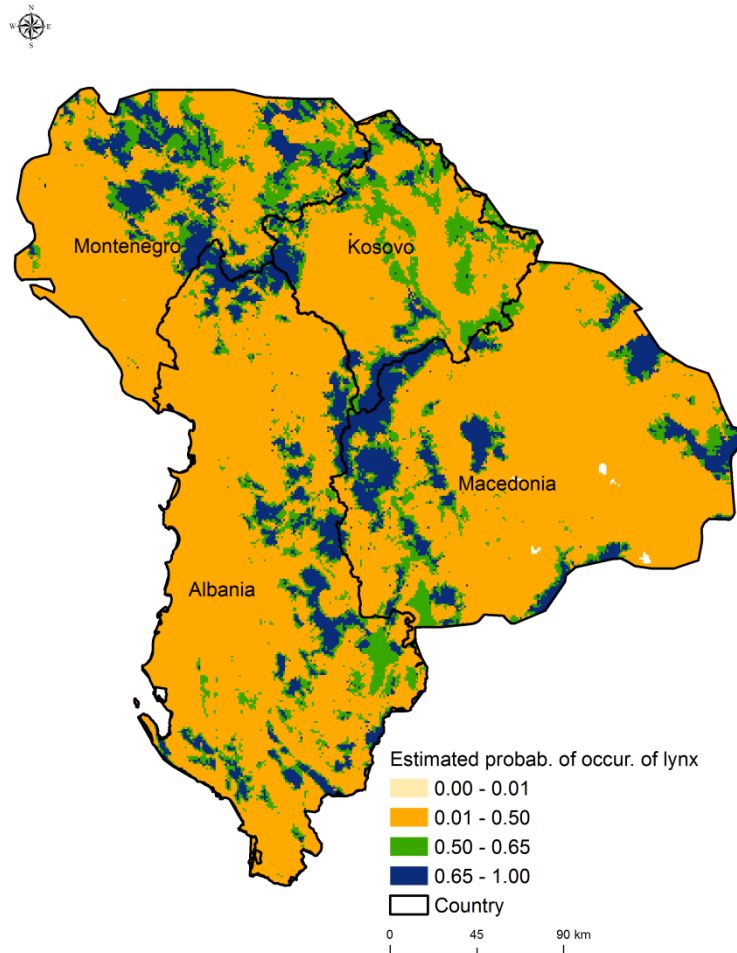 N
W E
S
Montenegro
Kosovo
Macedonia
Albania
Estimated probab. of occur. of lynx
0.00 - 0.01
0.01 - 0.50
0.50 - 0.65
0.65 - 1.00
Country
0 45 90 km